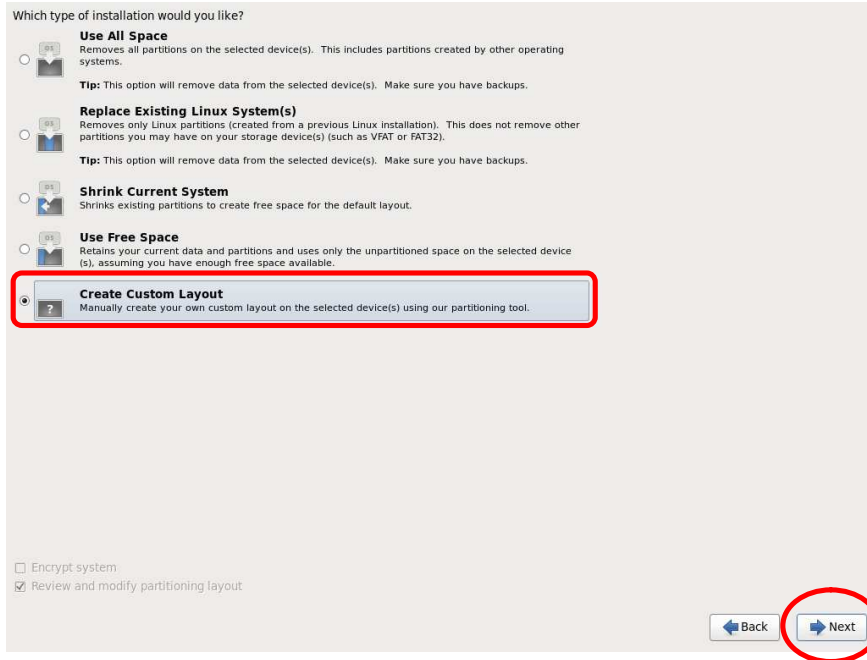 Which type of installation would you like?
Use All Space
Removes all partitions on the selected device(s). This includes partitions created by other operating
systems.
Tip: This option will remove data from the selected device(s). Make sure you have backups.
Replace Existing Linux System(s)
Removes only Linux partitions (created from a previous Linux installation). This does not remove other
partitions you may have on your storage device(s) (such as VFAT or FAT32).
Tip: This option will remove data from the selected device(s). Make sure you have backups.
Shrink Current System
Shrinks existing partitions to create free space for the default layout.
Use Free Space
Retains your current data and partitions and uses only the unpartitioned space on the selected device
(s), assuming you have enough free space available.
Create Custom Layout
Manually create your own custom layout on the selected device(s) using our partitioning tool.
OS
OS
OS
OS
?
Encrypt system
Review and modify partitioning layout
Back
Next